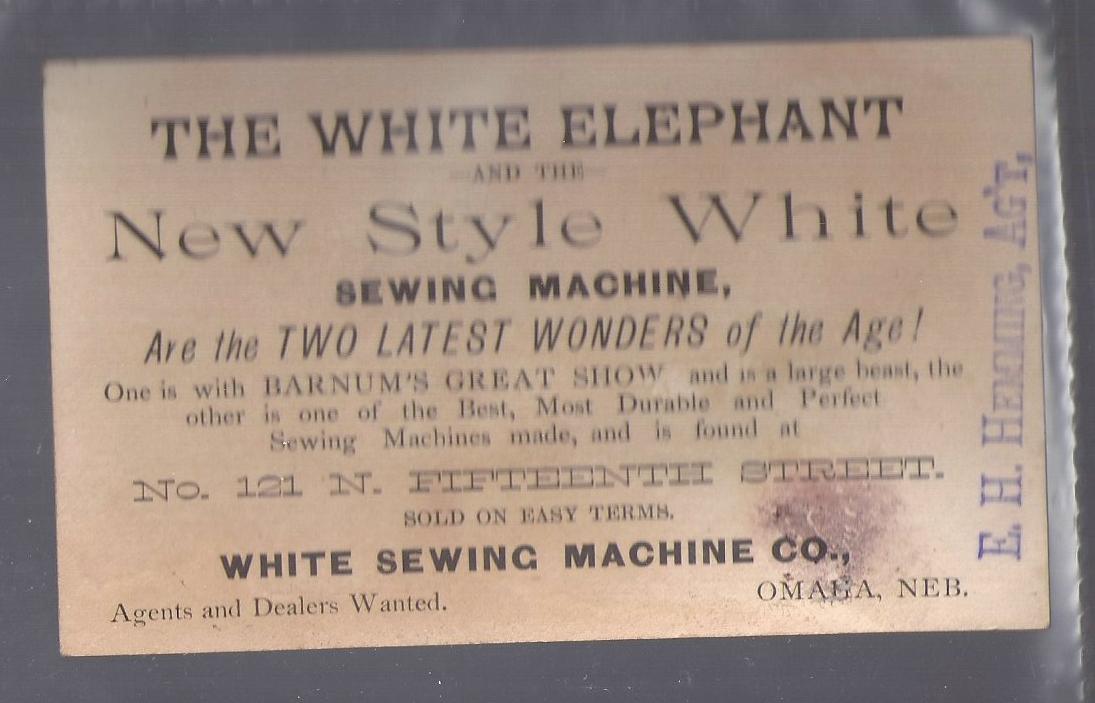 THE WHITE ELEPHANT
—AND THE—
New Style White
SEWING MACHINE,
Are the TWO LATEST WONDERS of the Age!
One is with BARNUM'S GREAT SHOW and is a large beast, the
other is one of the Best, Most Durable and Perfect
Sewing Machines made, and is found at
No. 121 N. FIFTEENTH STREET.
SOLD ON EASY TERMS.
WHITE SEWING MACHINE CO.,
OMAHA, NEB.
Agents and Dealers Wanted.
E. H. HEMMING, AG'T,